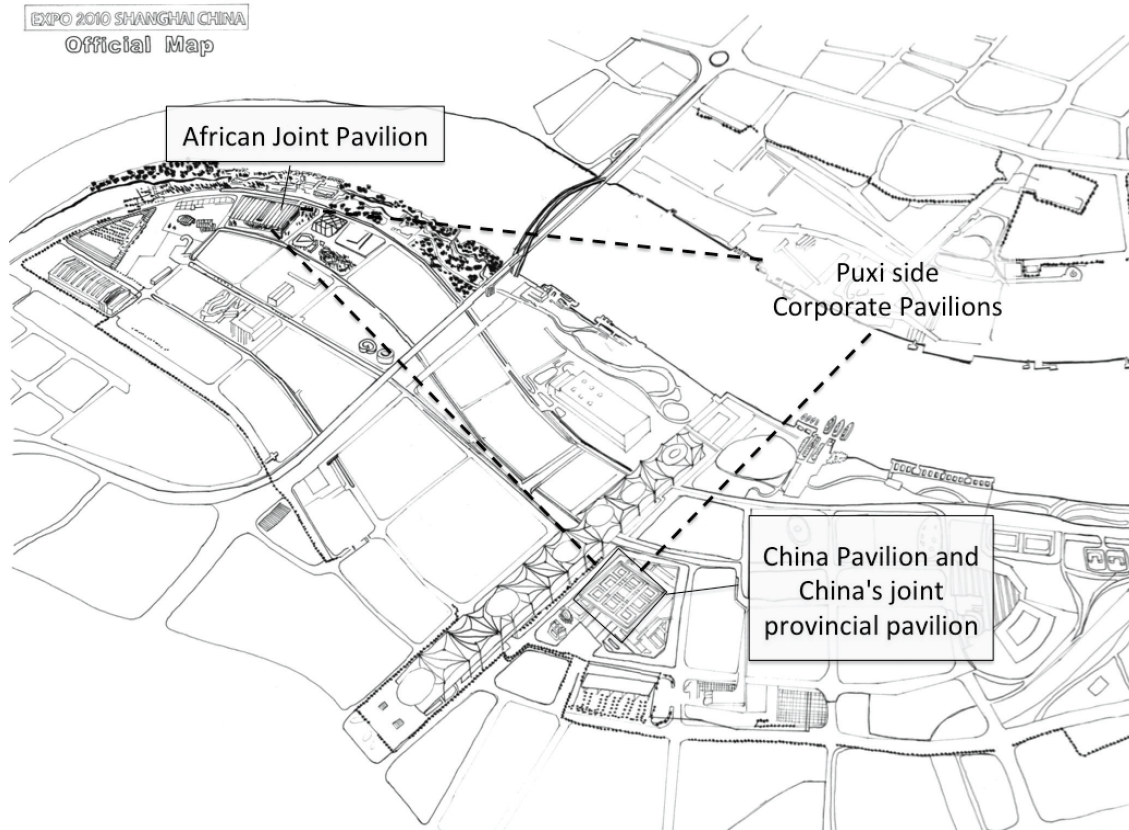 EXPO 2010 SHANGHAI CHINA
Official Map
African Joint Pavilion
Puxi side
Corporate Pavilions
China Pavilion and
China's joint
provincial pavilion